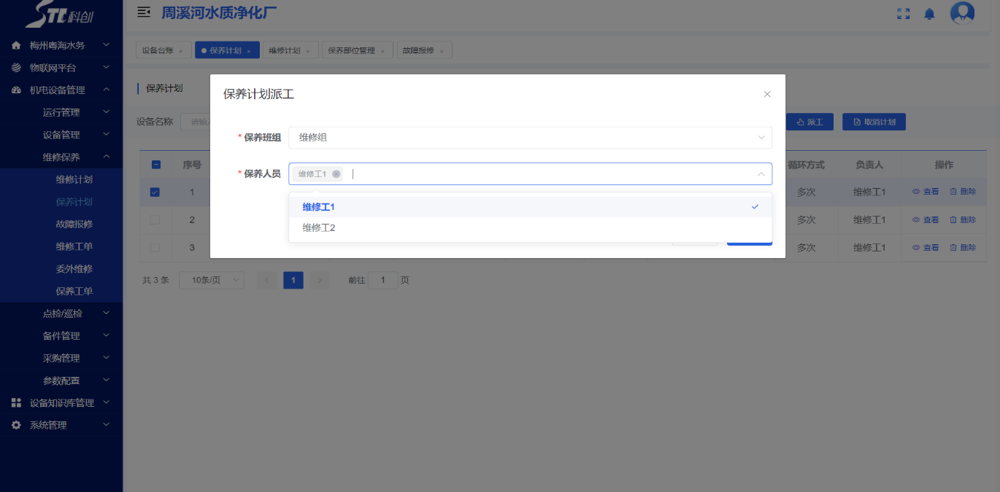 STC科创
周溪河水质净化厂
梅州粤海水务
物联网平台
机电设备管理
运行管理
设备管理
维修保养
维修计划
保养计划
故障报修
维修工单
委外维修
保养工单
点检/巡检
备件管理
采购管理
参数配置
设备知识库管理
系统管理
设备台账 × 保养计划 × 维修计划 × 保养部位管理 × 故障报修 ×
保养计划
设备名称 请输入
派工 取消计划
保养计划派工
* 保养班组 维修组
* 保养人员 维修工1
维修工1
维修工2
序号 循环方式 负责人 操作
1 多次 维修工1 查看 删除
2 多次 维修工1 查看 删除
3 多次 维修工1 查看 删除
共 3 条 10条/页 1 前往 1 页